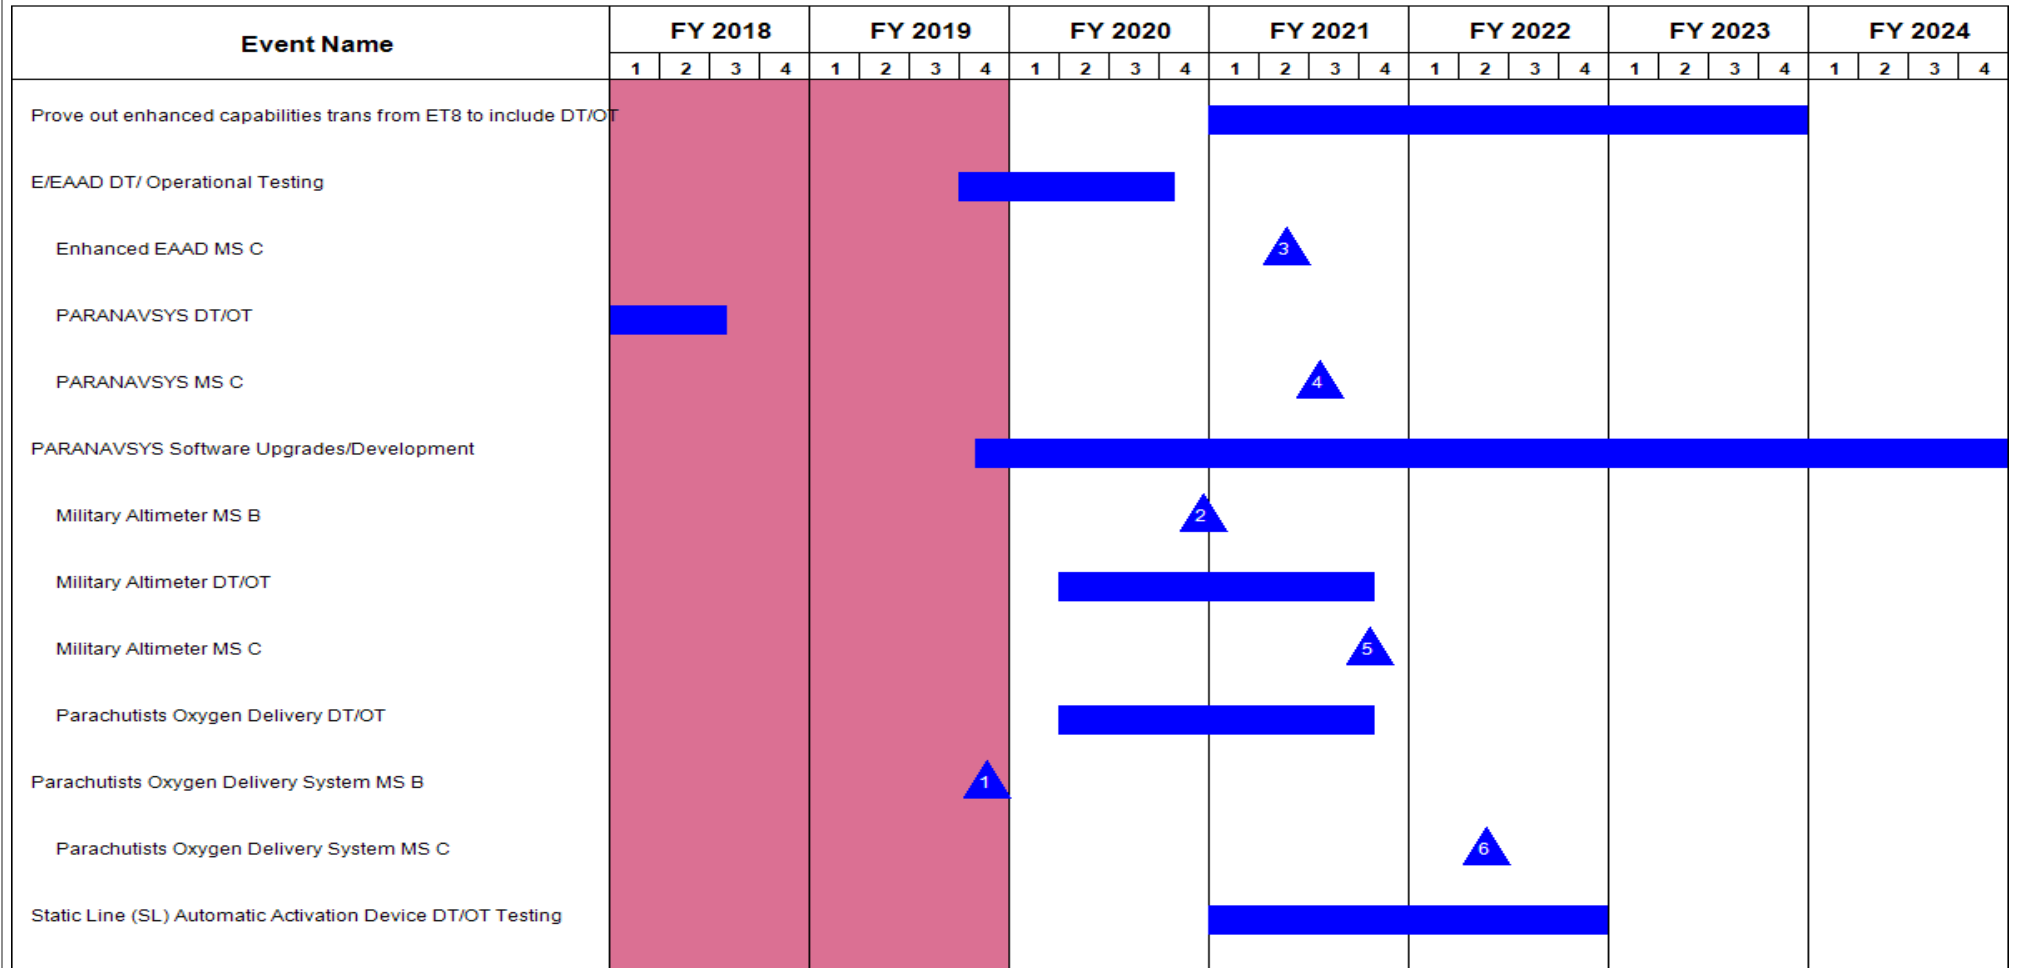 Event Name
FY 2018 FY 2019 FY 2020 FY 2021 FY 2022 FY 2023 FY 2024
1 2 3 4 1 2 3 4 1 2 3 4 1 2 3 4 1 2 3 4 1 2 3 4 1 2 3 4
Prove out enhanced capabilities trans from ET8 to include DT/OT
E/EAAD DT/ Operational Testing
Enhanced EAAD MS C
3
PARANAVSYS DT/OT
PARANAVSYS MS C
4
PARANAVSYS Software Upgrades/Development
Military Altimeter MS B
2
Military Altimeter DT/OT
Military Altimeter MS C
5
Parachutists Oxygen Delivery DT/OT
Parachutists Oxygen Delivery System MS B
1
Parachutists Oxygen Delivery System MS C
6
Static Line (SL) Automatic Activation Device DT/OT Testing